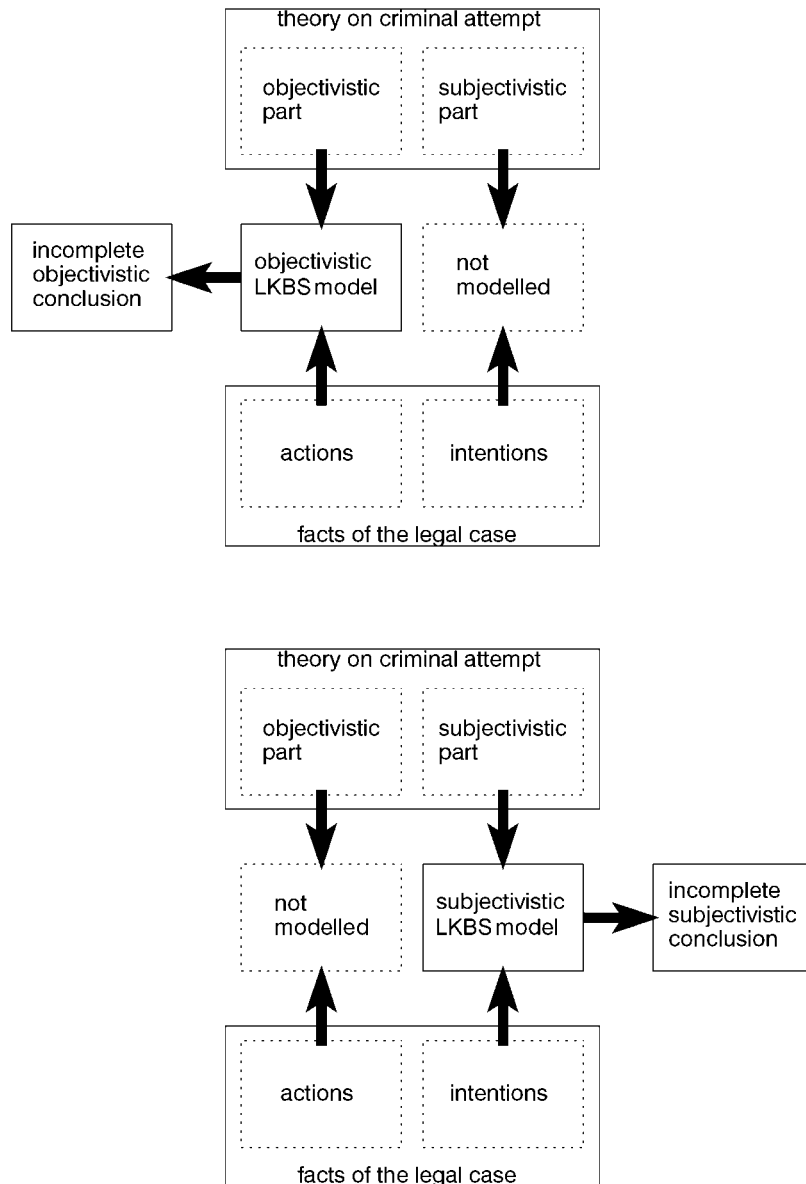 theory on criminal attempt
objectivistic
part
subjectivistic
part
incomplete
objectivistic
conclusion
objectivistic
LKBS model
not
modelled
actions
intentions
facts of the legal case
theory on criminal attempt
objectivistic
part
subjectivistic
part
not
modelled
subjectivistic
LKBS model
incomplete
subjectivistic
conclusion
actions
intentions
facts of the legal case